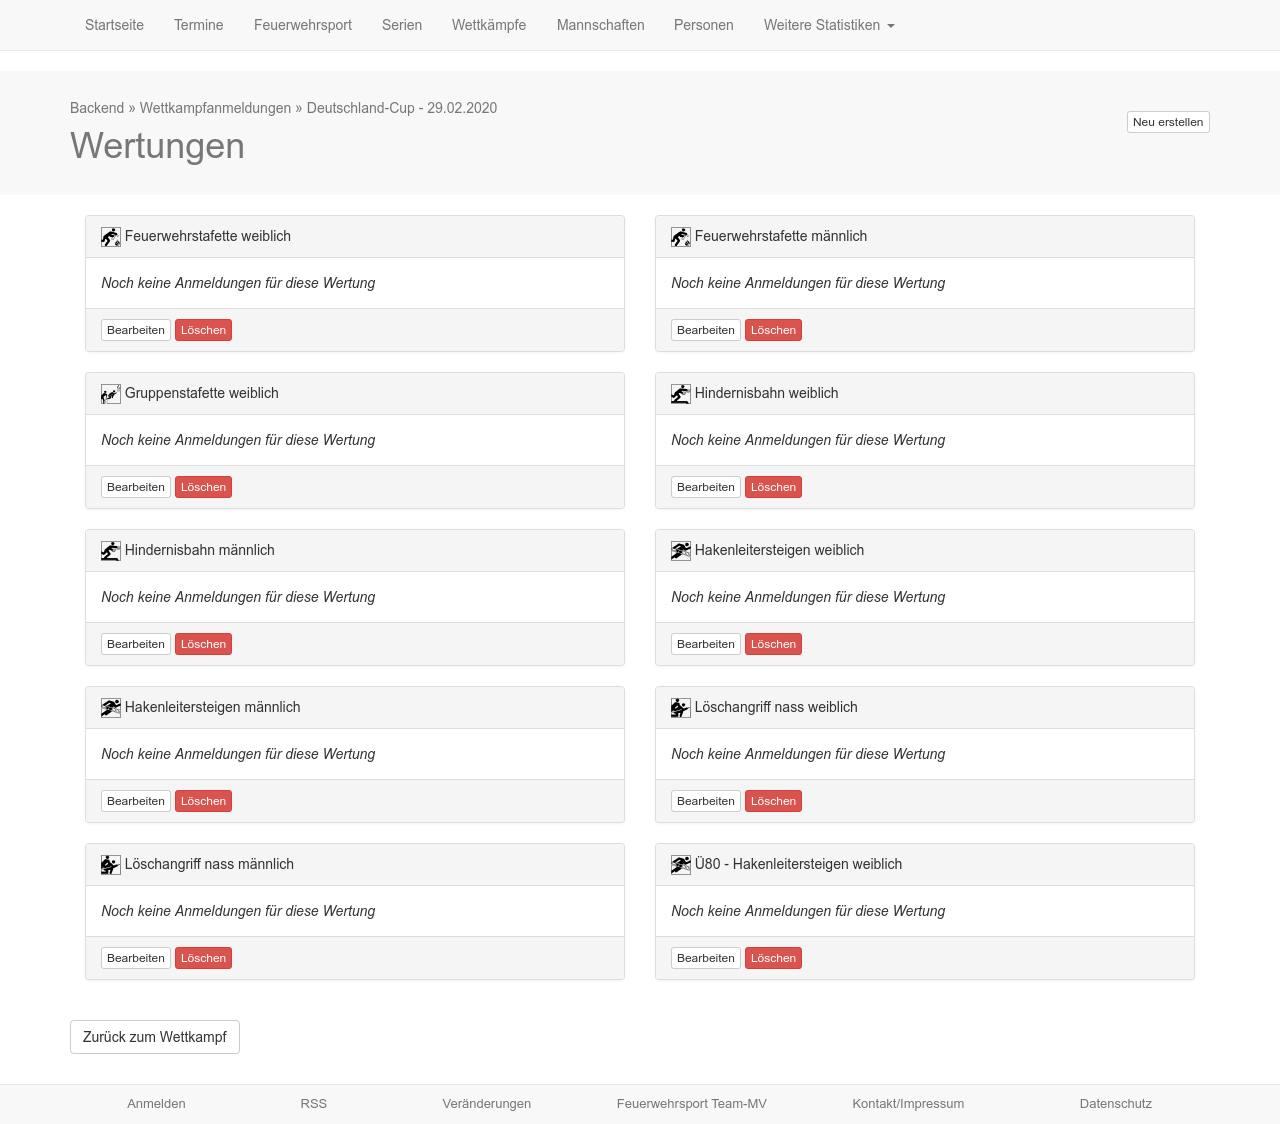 Startseite Termine Feuerwehrsport Serien Wettkämpfe Mannschaften Personen Weitere Statistiken
Backend » Wettkampfanmeldungen » Deutschland-Cup - 29.02.2020
Wertungen
Neu erstellen
Feuerwehrstafette weiblich
Noch keine Anmeldungen für diese Wertung
Bearbeiten Löschen
Feuerwehrstafette männlich
Noch keine Anmeldungen für diese Wertung
Bearbeiten Löschen
Gruppenstafette weiblich
Noch keine Anmeldungen für diese Wertung
Bearbeiten Löschen
Hindernisbahn weiblich
Noch keine Anmeldungen für diese Wertung
Bearbeiten Löschen
Hindernisbahn männlich
Noch keine Anmeldungen für diese Wertung
Bearbeiten Löschen
Hakenleitersteigen weiblich
Noch keine Anmeldungen für diese Wertung
Bearbeiten Löschen
Hakenleitersteigen männlich
Noch keine Anmeldungen für diese Wertung
Bearbeiten Löschen
Löschangriff nass weiblich
Noch keine Anmeldungen für diese Wertung
Bearbeiten Löschen
Löschangriff nass männlich
Noch keine Anmeldungen für diese Wertung
Bearbeiten Löschen
Ü80 - Hakenleitersteigen weiblich
Noch keine Anmeldungen für diese Wertung
Bearbeiten Löschen
Zurück zum Wettkampf
Anmelden RSS Veränderungen Feuerwehrsport Team-MV Kontakt/Impressum Datenschutz